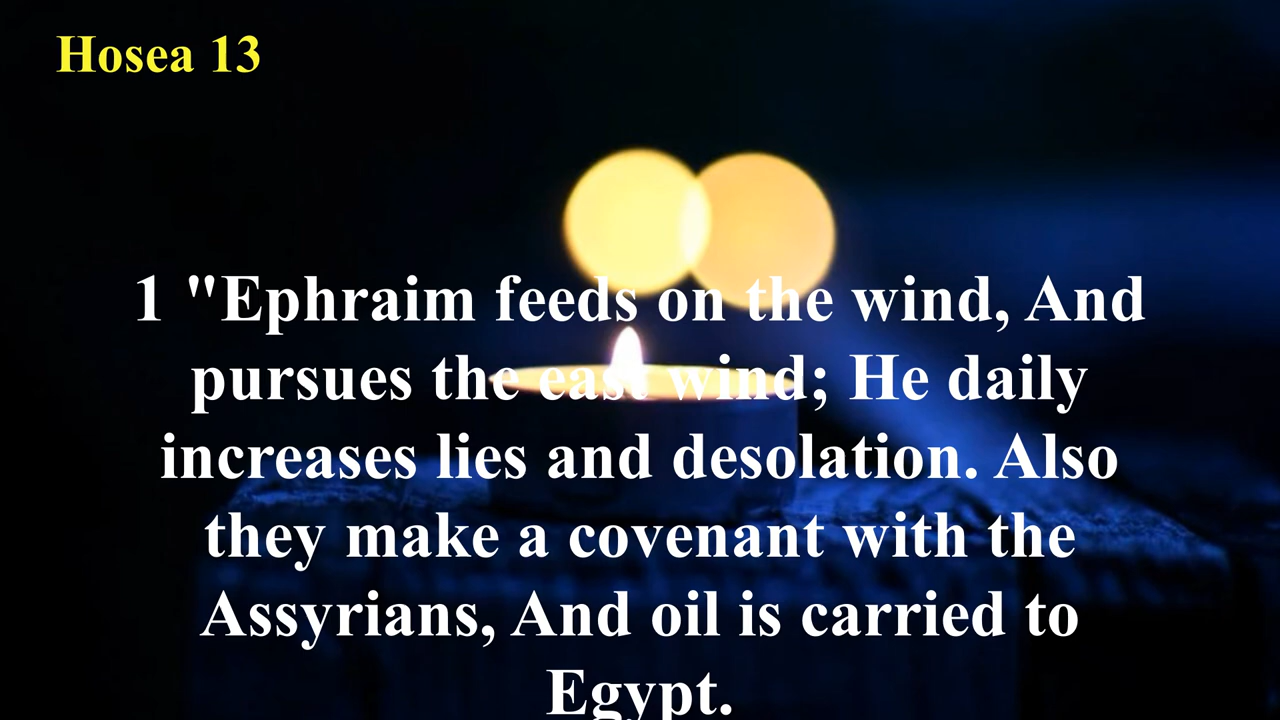 Hosea 13
1 "Ephraim feeds on the wind, And
pursues the east wind; He daily
increases lies and desolation. Also
they make a covenant with the
Assyrians, And oil is carried to
Egypt.